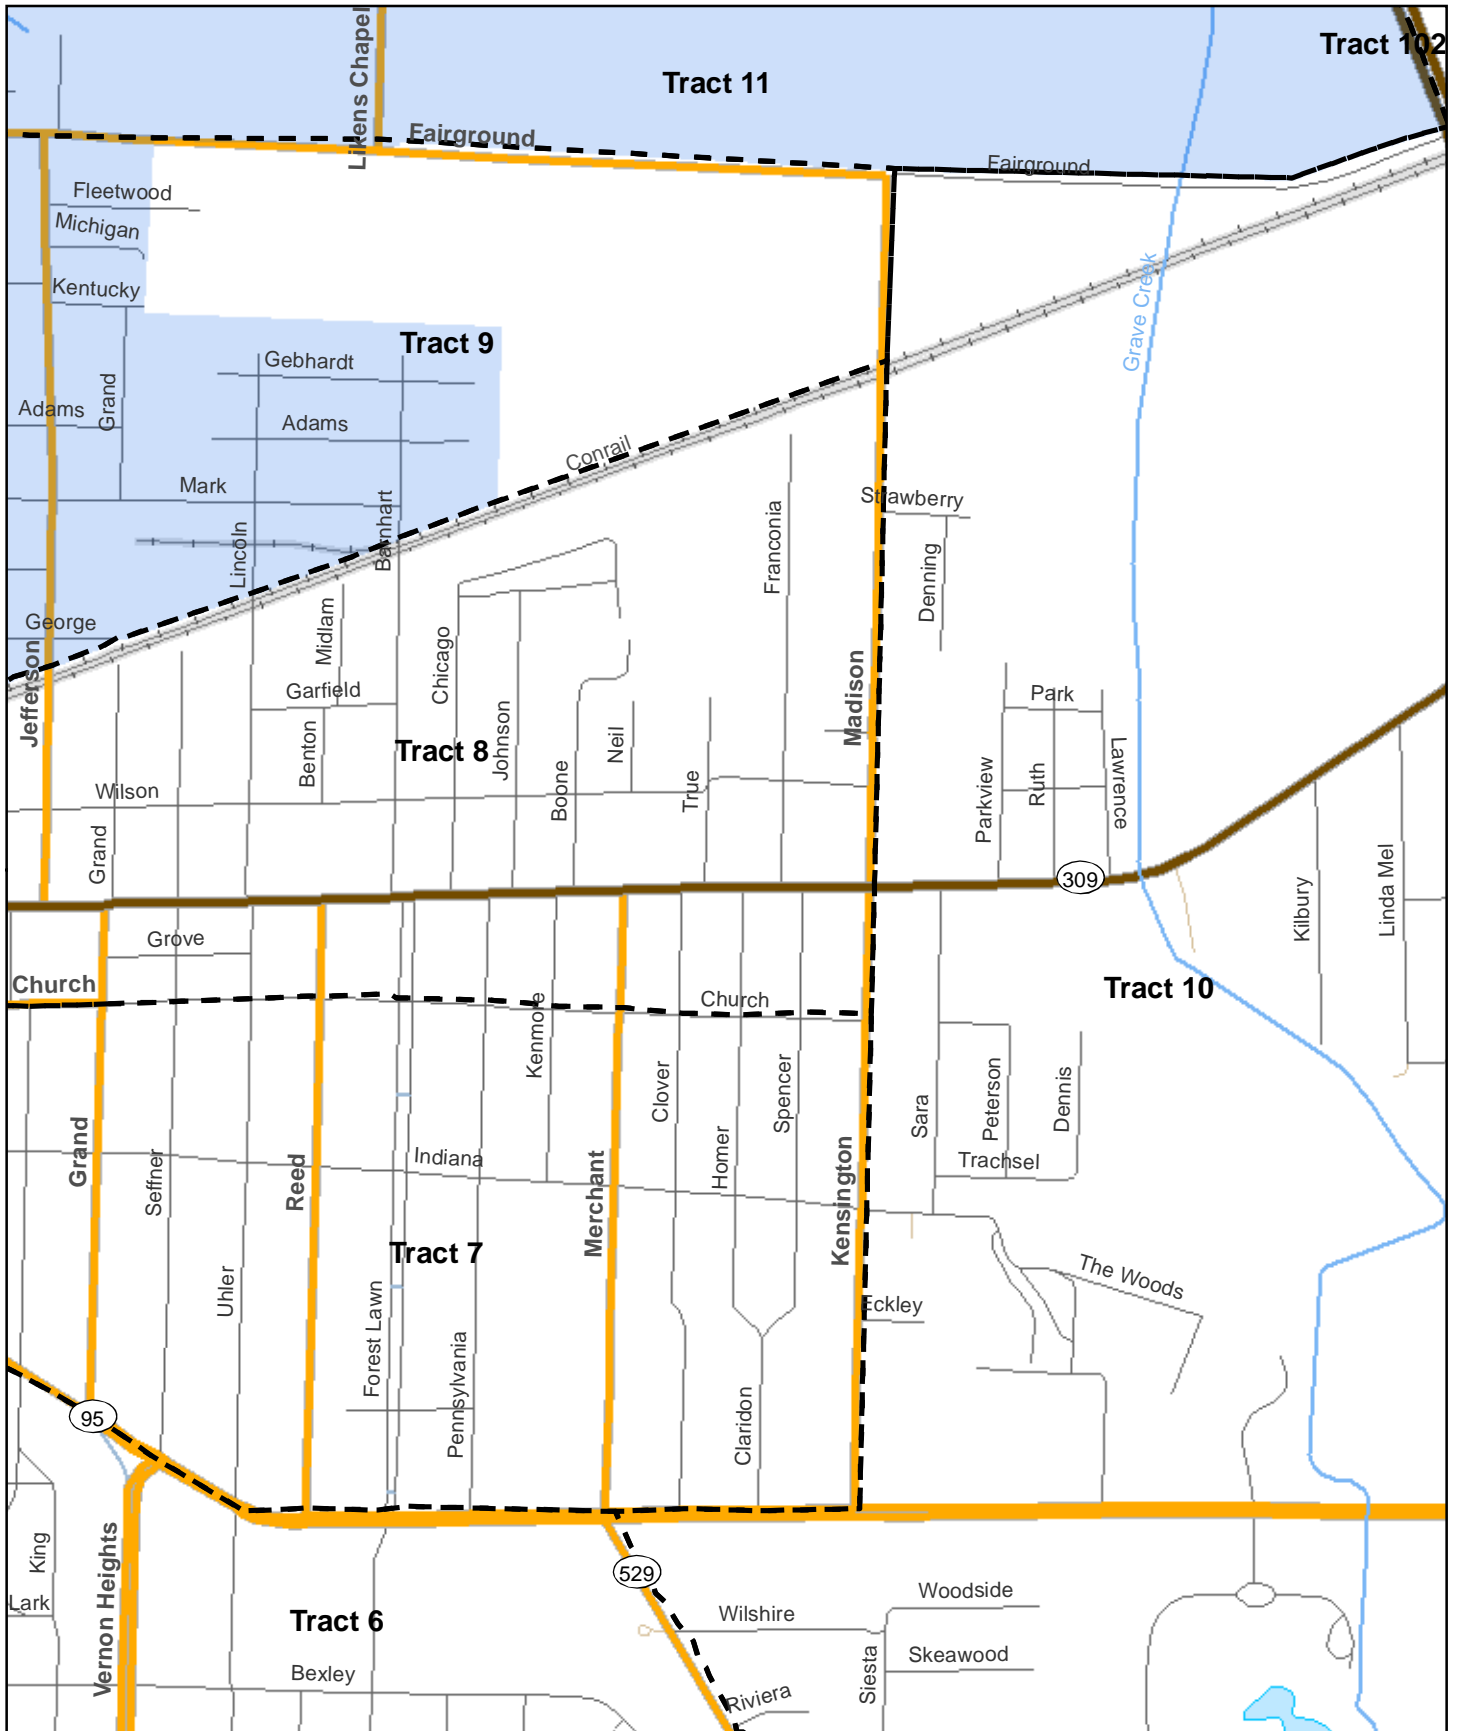 Likens Chapel
Tract 102
Tract 11
Fairground
Fairground
Fleetwood
Michigan
Kentucky
Grave Creek
Tract 9
Gebhardt
Grand
Adams
Adams
Conrail
Mark
Strawberry
Lincoln
Barnhart
Franconia
Denning
George
Midlam
Chicago
Jefferson
Garfield
Madison
Park
Benton
Tract 8
Johnson
Neil
Boone
True
Wilson
Parkview
Ruth
Lawrence
Grand
309
Kilbury
Linda Mel
Grove
Church
Church
Tract 10
Kenmore
Clover
Spencer
Sara
Peterson
Dennis
Grand
Seffner
Reed
Indiana
Merchant
Homer
Kensington
Trachsel
Tract 7
Uhler
The Woods
Eckley
Forest Lawn
Pennsylvania
Claridon
95
King
Vernon Heights
529
Lark
Tract 6
Wilshire
Woodside
Siesta
Skeawood
Bexley
Riviera